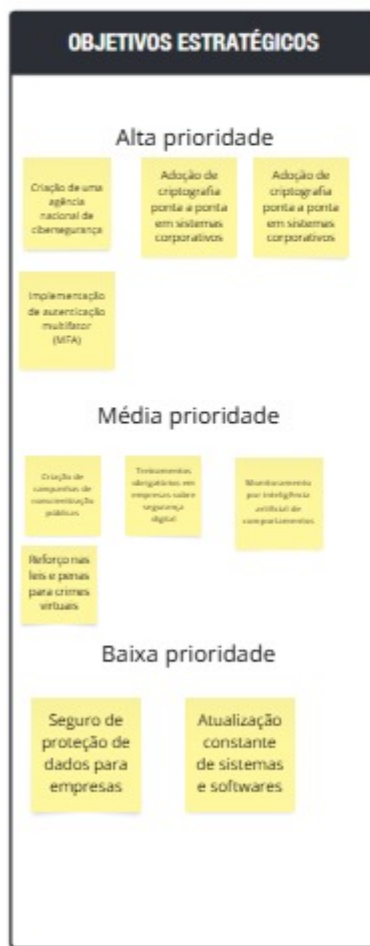 OBJETIVOS ESTRATÉGICOS
Alta prioridade
Criação de uma
agência
nacional de
cibersegurança
Adoção de
criptografia
ponta a ponta
em sistemas
corporativos
Adoção de
criptografia
ponta a ponta
em sistemas
corporativos
Implementação
de autenticação
multifator
(MFA)
Média prioridade
Criação de
campanhas de
conscientização
públicas
Treinamentos
obrigatórios em
empresas sobre
segurança
digital
Monitoramento
por inteligência
artificial de
comportamentos
Reforço nas
leis e penas
para crimes
virtuais
Baixa prioridade
Seguro de
proteção de
dados para
empresas
Atualização
constante
de sistemas
e softwares